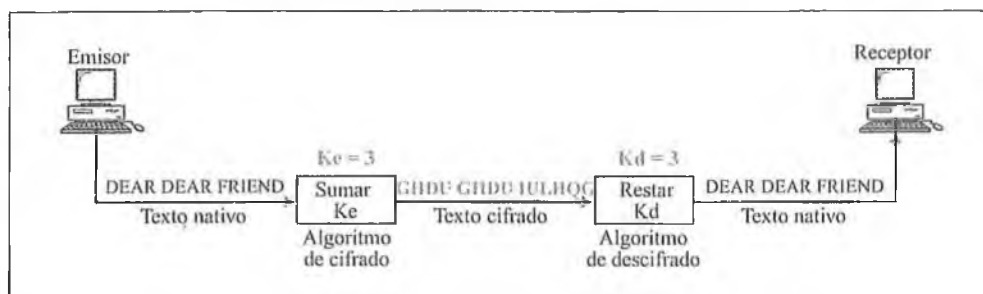 Emisor
Receptor
Ke = 3
Kd = 3
DEAR DEAR FRIEND
Sumar
Ke
GHDU GHDU IULHQG
Restar
Kd
DEAR DEAR FRIEND
Texto nativo
Texto cifrado
Texto nativo
Algoritmo
de cifrado
Algoritmo
de descifrado